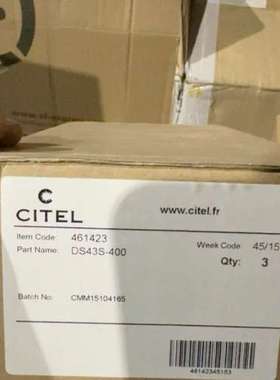 C
CITEL
www.citel.fr
Item Code: 461423
Part Name: DS43S-400
Week Code: 45/15
Qty: 3
Batch No: CMM15104165